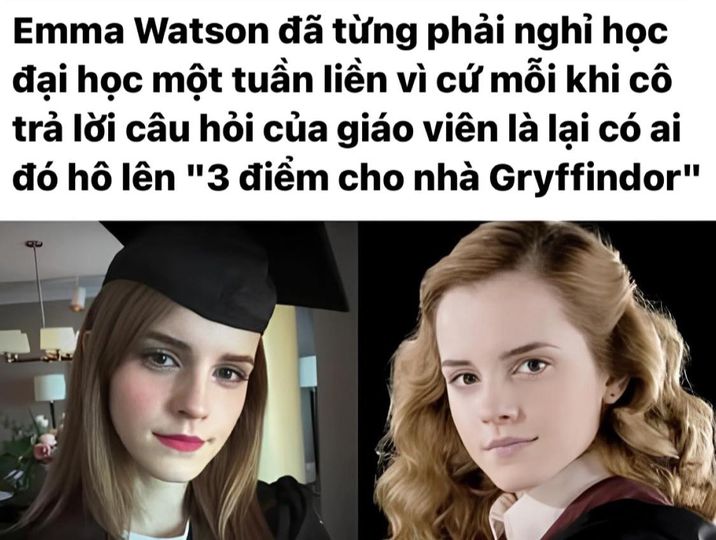 Emma Watson đã từng phải nghỉ học
đại học một tuần liền vì cứ mỗi khi cô
trả lời câu hỏi của giáo viên là lại có ai
đó hô lên "3 điểm cho nhà Gryffindor"